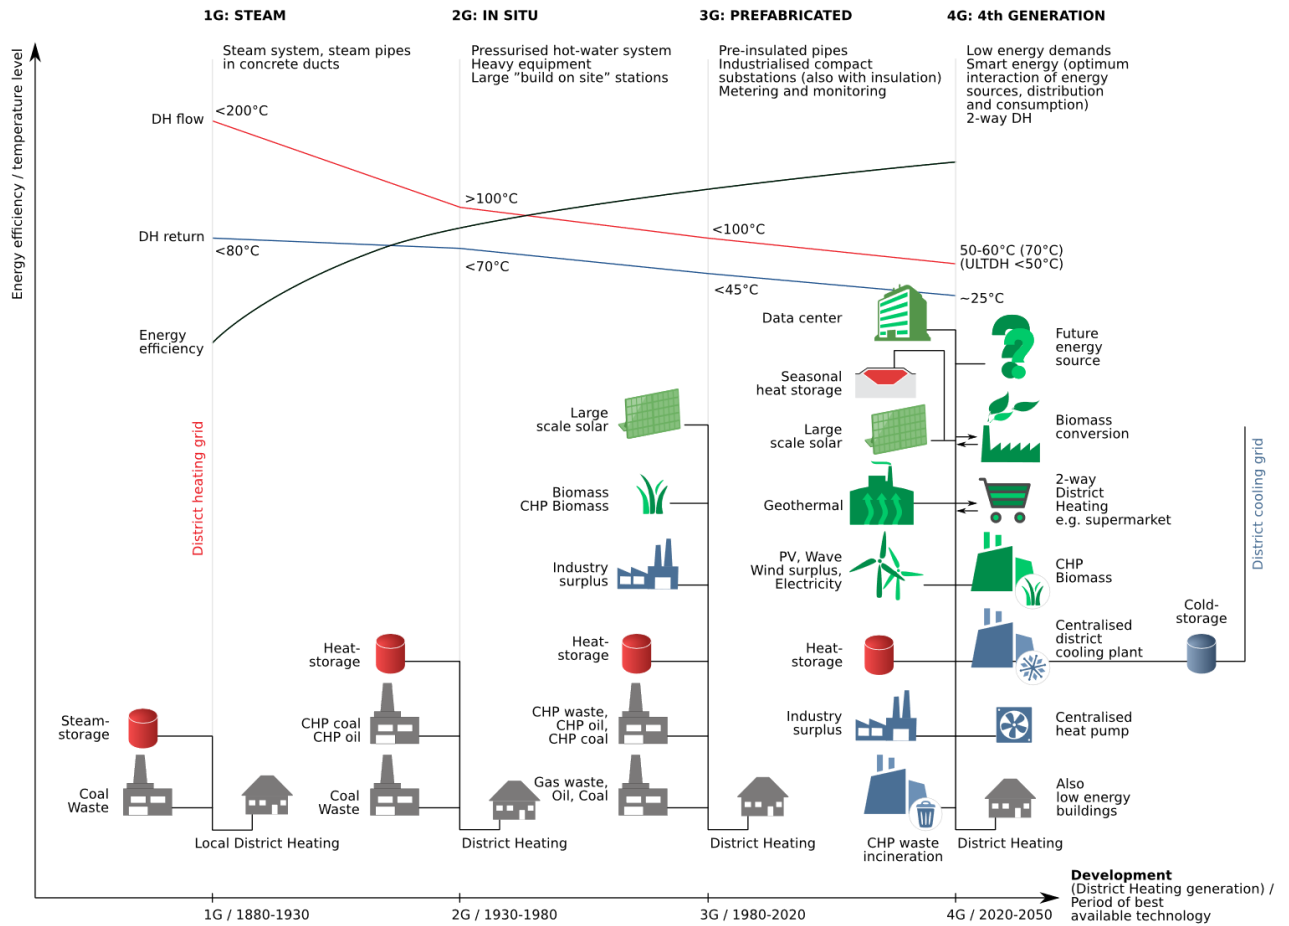 1G: STEAM
2G: IN SITU
3G: PREFABRICATED
4G: 4th GENERATION
Steam system, steam pipes
in concrete ducts
Pressurised hot-water system
Heavy equipment
Large ”build on site” stations
Pre-insulated pipes
Industrialised compact
substations (also with insulation)
Metering and monitoring
Low energy demands
Smart energy (optimum
interaction of energy
sources, distribution
and consumption)
2-way DH
Energy efficiency / temperature level
DH flow
<200°C
>100°C
<100°C
50-60°C (70°C)
(ULTDH <50°C)
DH return
<80°C
<70°C
<45°C
~25°C
Energy
efficiency
District heating grid
District cooling grid
Steam-
storage
Coal
Waste
Local District Heating
Heat-
storage
CHP coal
CHP oil
Coal
Waste
District Heating
Large
scale solar
Biomass
CHP Biomass
Industry
surplus
Heat-
storage
CHP waste,
CHP oil,
CHP coal
Gas waste,
Oil, Coal
District Heating
Data center
Seasonal
heat storage
Large
scale solar
Geothermal
PV, Wave
Wind surplus,
Electricity
Heat-
storage
Industry
surplus
CHP waste
incineration
Future
energy
source
Biomass
conversion
2-way
District
Heating
e.g. supermarket
CHP
Biomass
Centralised
district
cooling plant
Cold-
storage
Centralised
heat pump
Also
low energy
buildings
District Heating
Development
(District Heating generation) /
Period of best
available technology
1G / 1880-1930
2G / 1930-1980
3G / 1980-2020
4G / 2020-2050